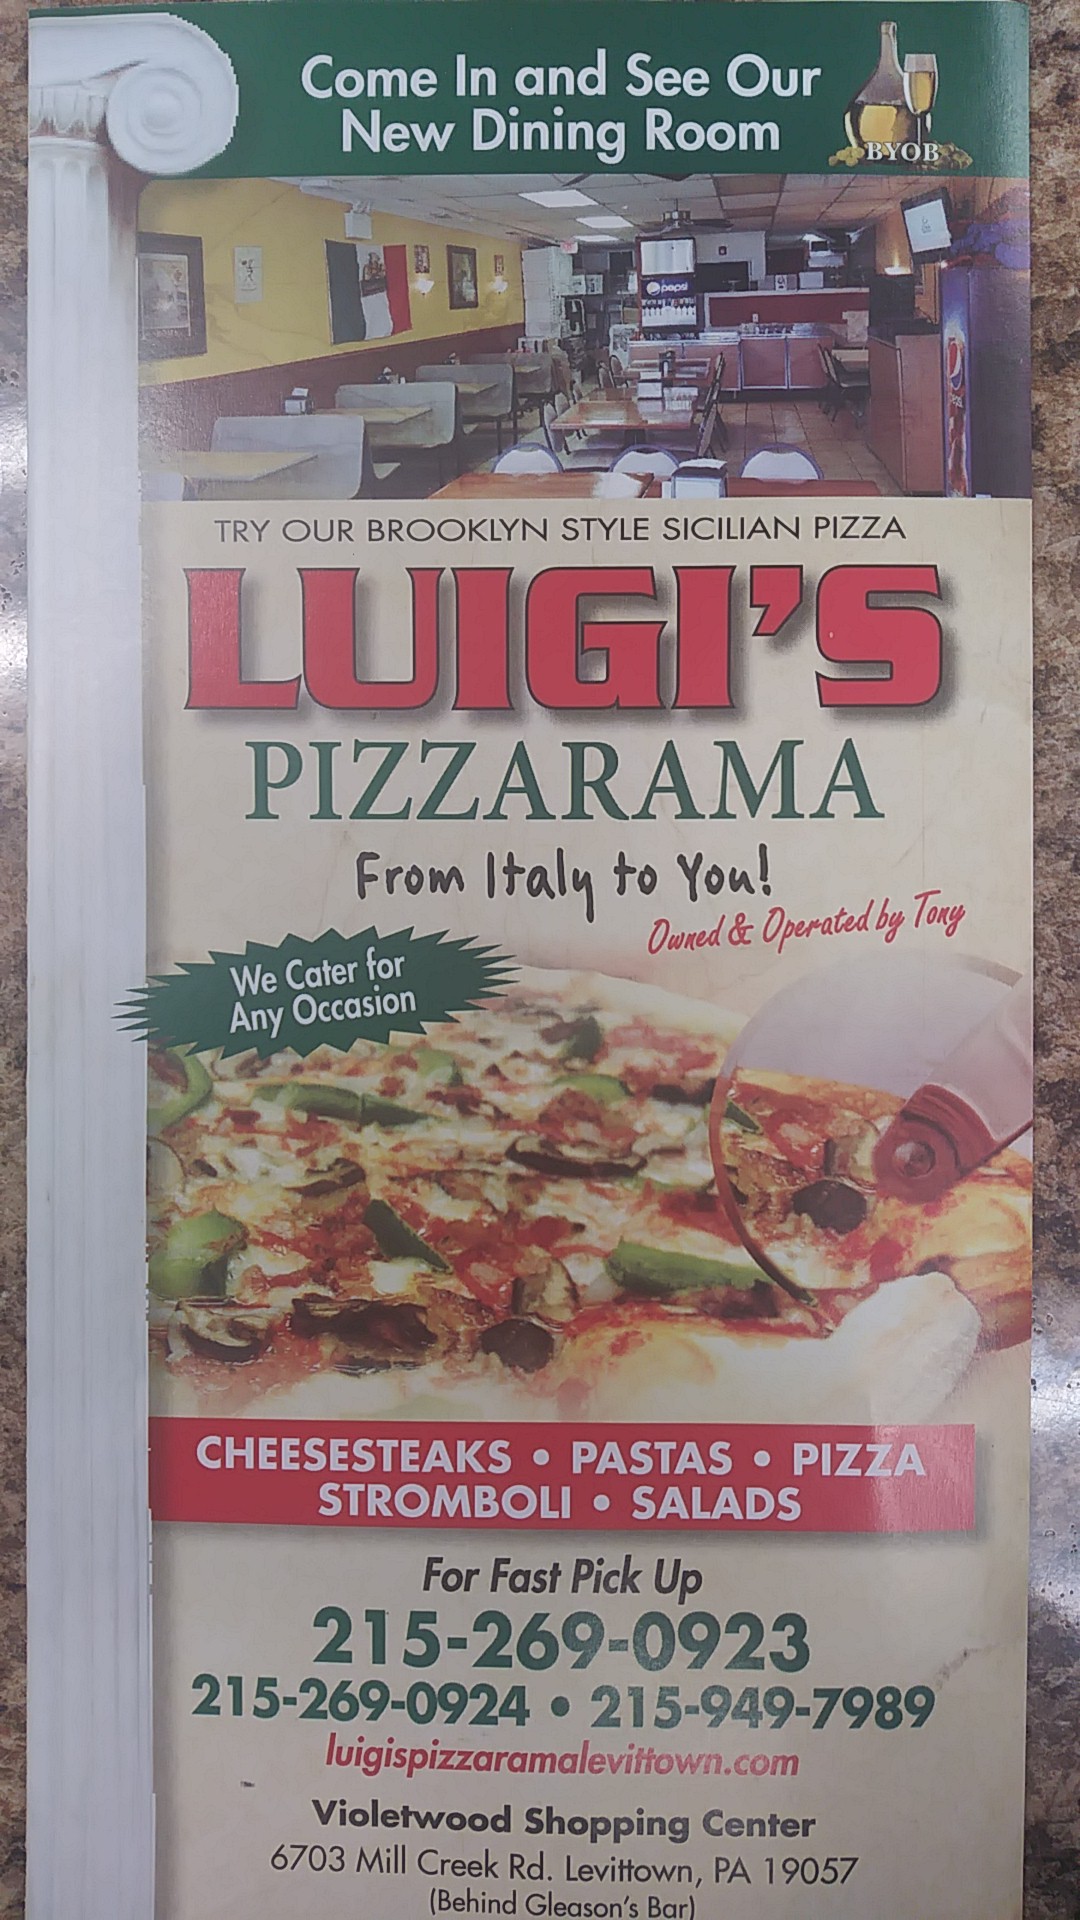 Come In and See Our
New Dining Room
BYOB
pepsi
pepsi
TRY OUR BROOKLYN STYLE SICILIAN PIZZA
LUIGI'S
PIZZARAMA
From Italy to You!
Owned & Operated by Tony
We Cater for
Any Occasion
CHEESESTEAKS • PASTAS • PIZZA
STROMBOLI • SALADS
For Fast Pick Up
215-269-0923
215-269-0924 • 215-949-7989
luigispizzaramalevittown.com
Violetwood Shopping Center
6703 Mill Creek Rd. Levittown, PA 19057
(Behind Gleason's Bar)